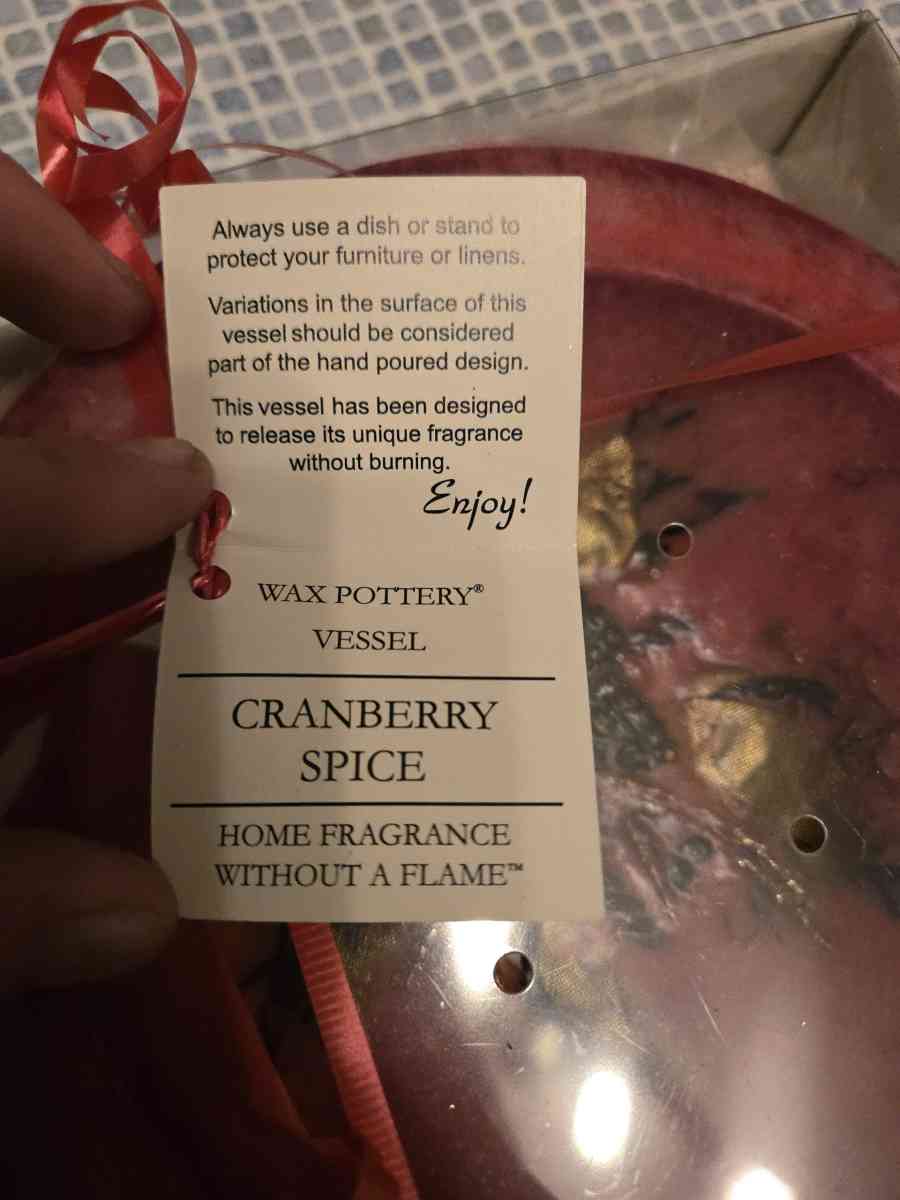 Always use a dish or stand to
protect your furniture or linens.
Variations in the surface of this
vessel should be considered
part of the hand poured design.
This vessel has been designed
to release its unique fragrance
without burning.
Enjoy!
WAX POTTERY®
VESSEL
CRANBERRY
SPICE
HOME FRAGRANCE
WITHOUT A FLAME™